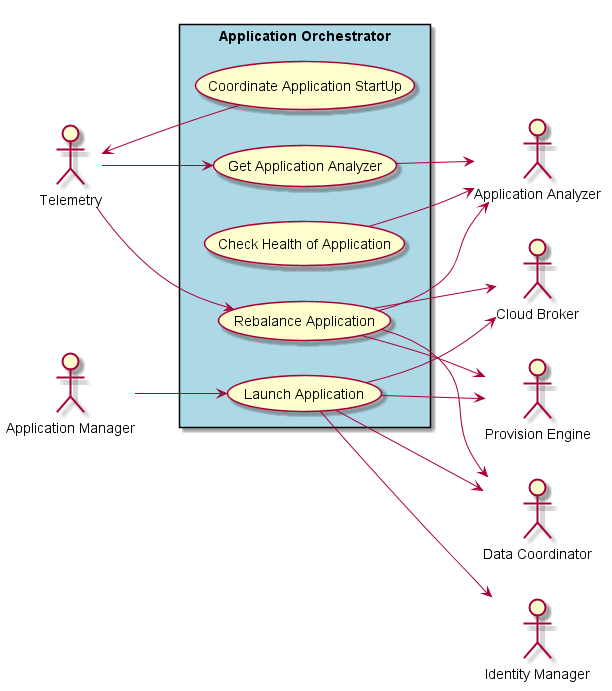 Application Orchestrator
Coordinate Application StartUp
Telemetry
Get Application Analyzer
Application Analyzer
Check Health of Application
Rebalance Application
Cloud Broker
Application Manager
Launch Application
Provision Engine
Data Coordinator
Identity Manager